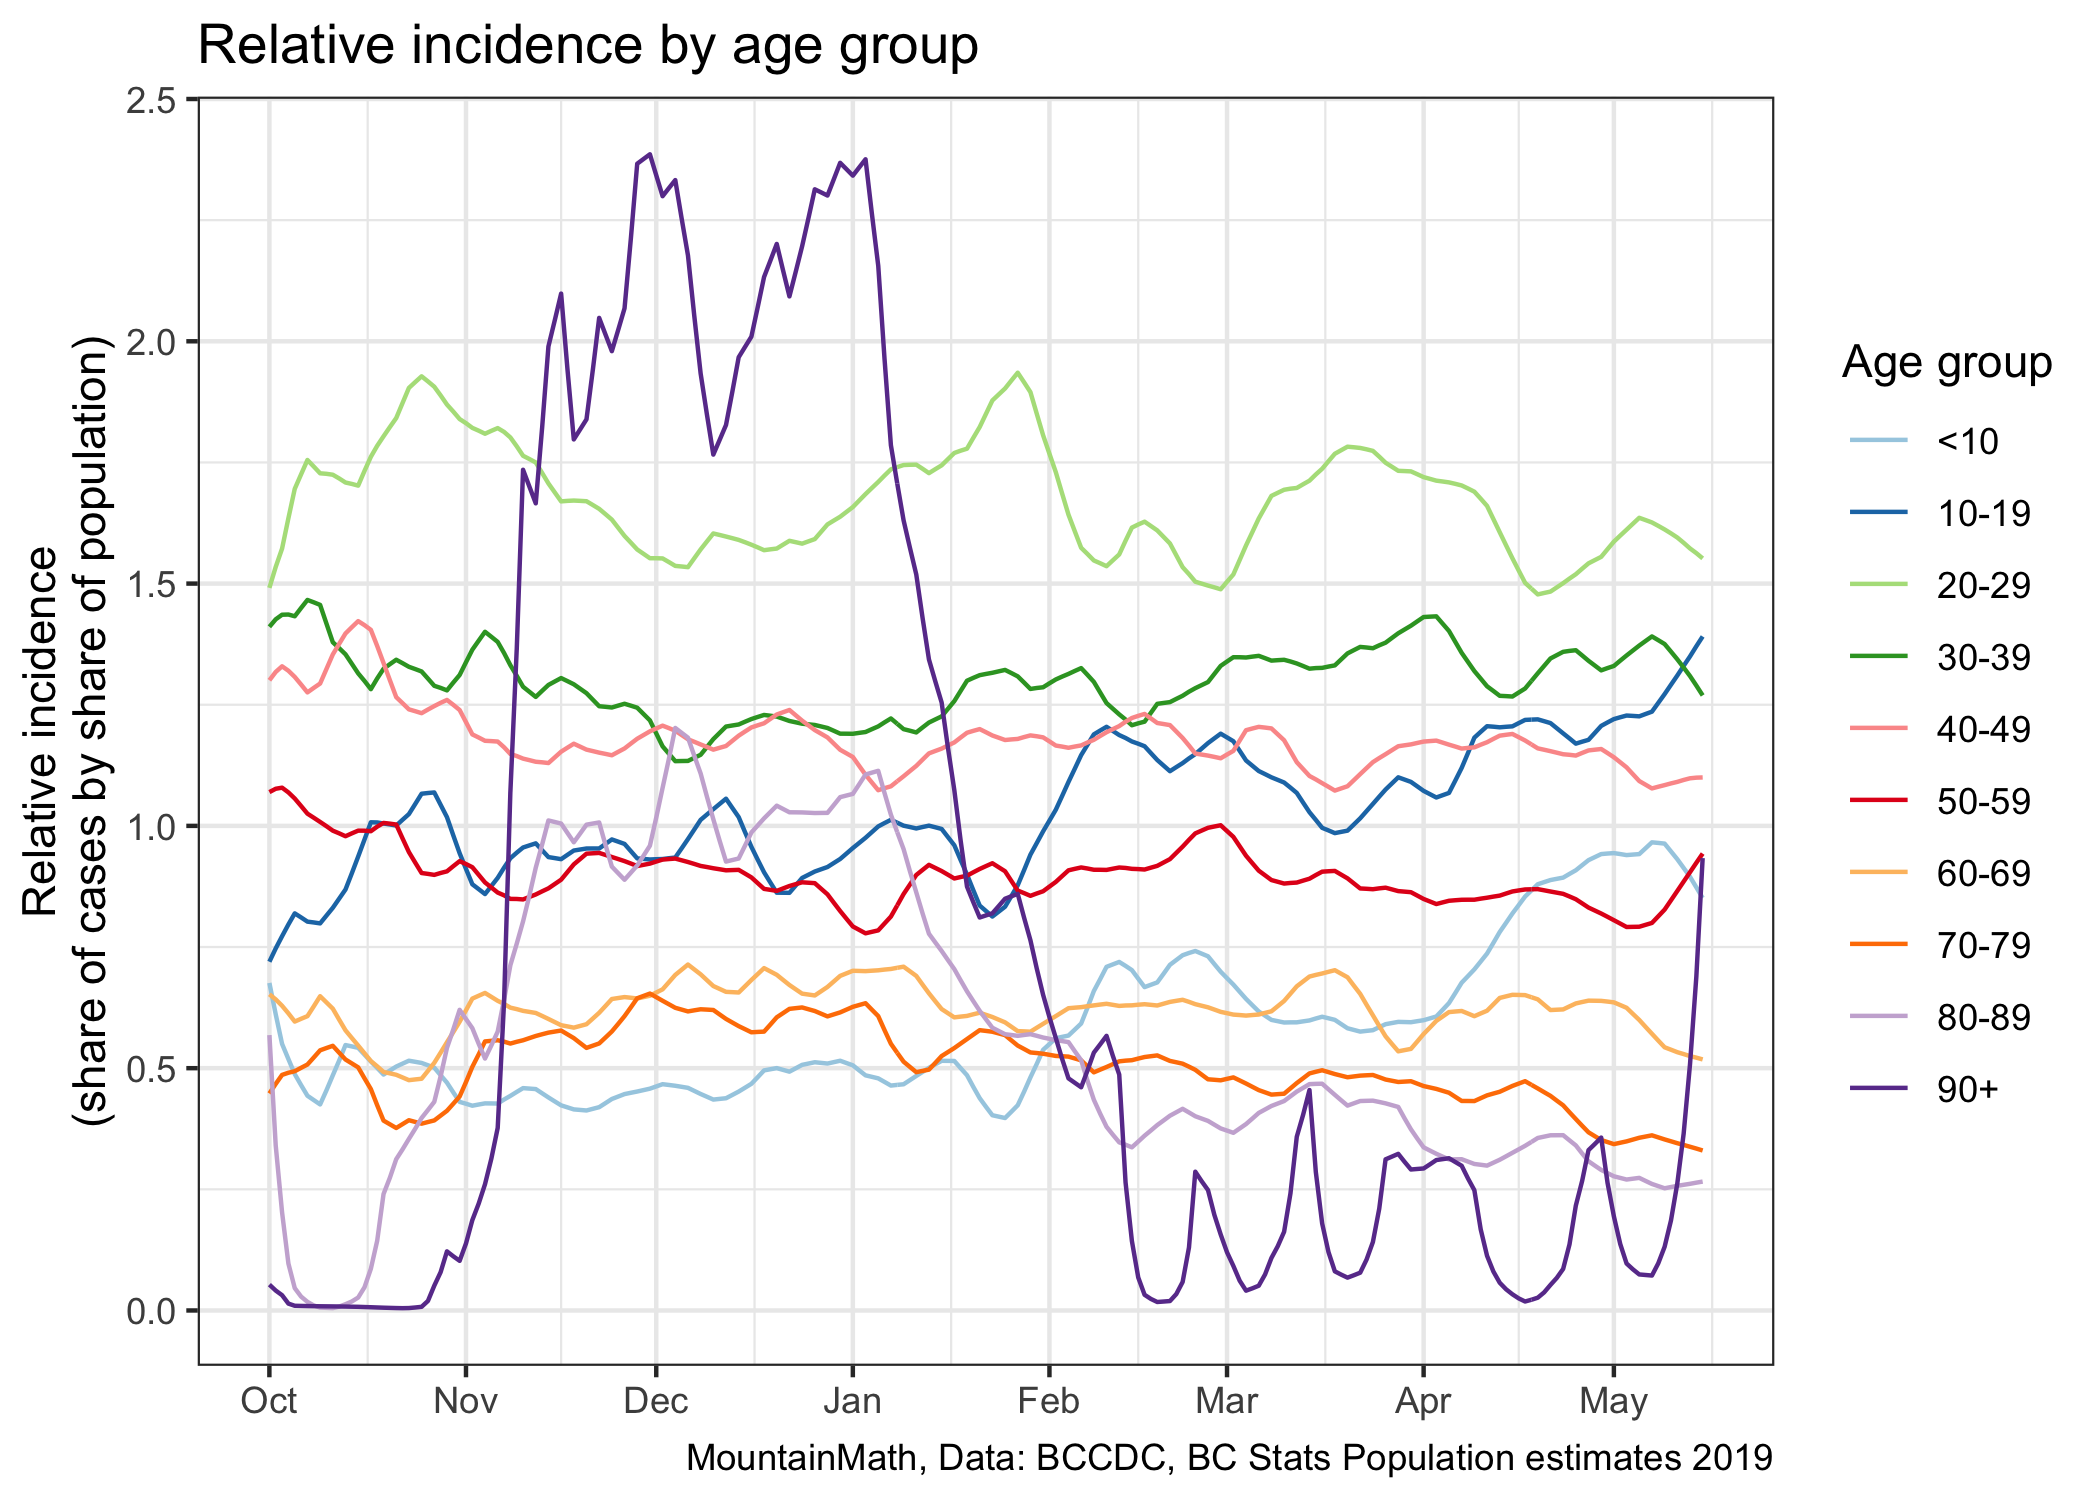 Relative incidence by age group
Relative incidence
(share of cases by share of population)
2.5
2.0
1.5
1.0
0.5
0.0
Oct Nov Dec Jan Feb Mar Apr May
Age group
<10
10-19
20-29
30-39
40-49
50-59
60-69
70-79
80-89
90+
MountainMath, Data: BCCDC, BC Stats Population estimates 2019